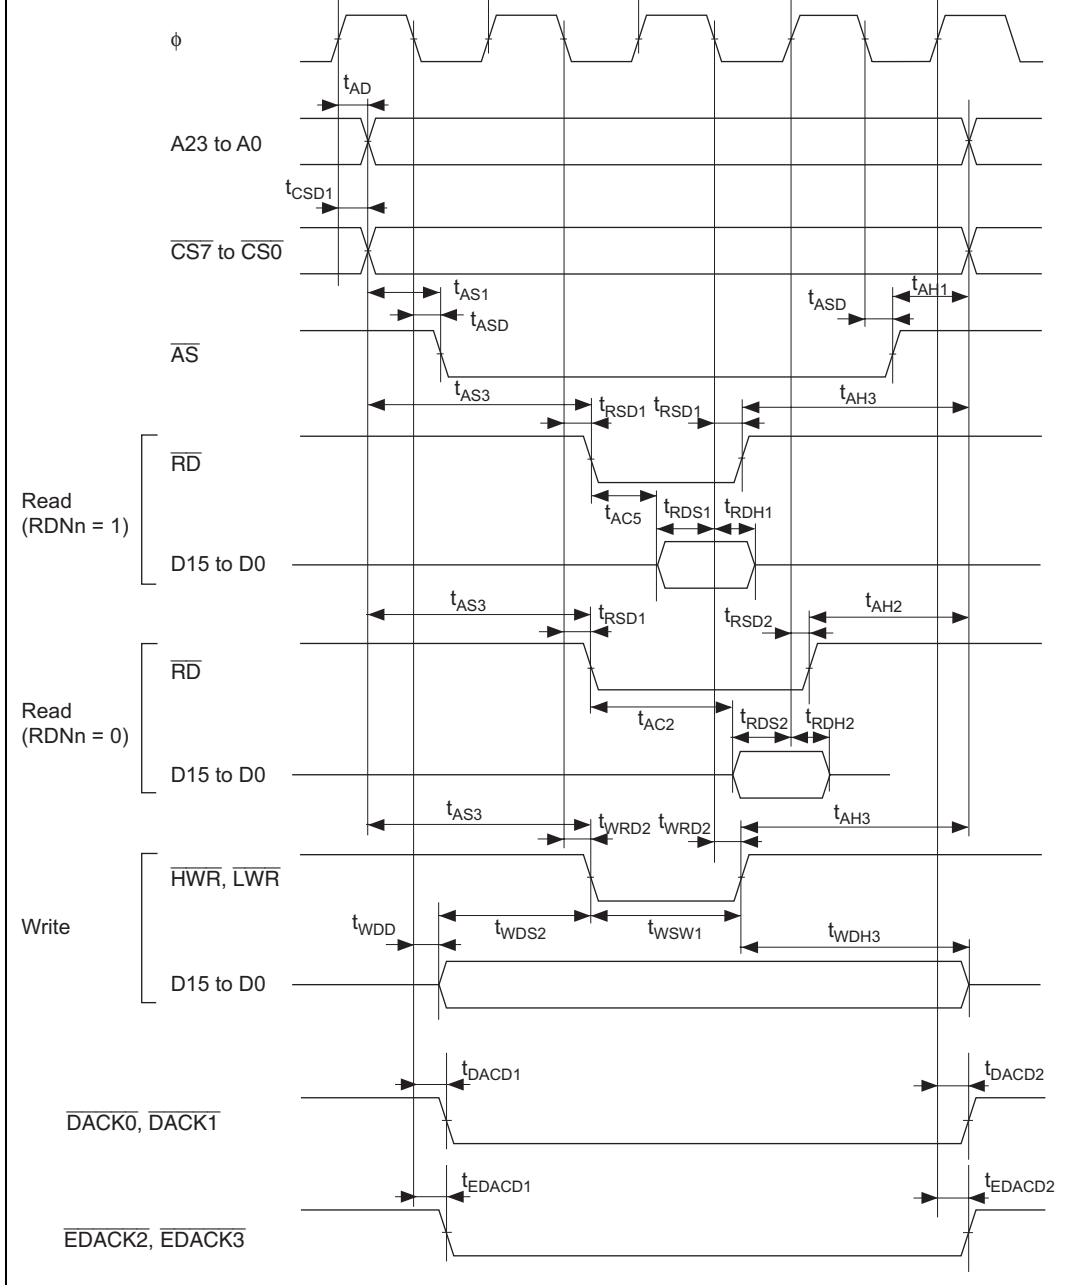 ϕ
tAD
A23 to A0
tCSD1
CS7 to CS0
tAS1
tAH1
tASD
tASD
AS
tAS3
tAH3
tRSD1
tRSD1
RD
Read
(RDNn = 1)
tAC5
tRDS1
tRDH1
D15 to D0
tAS3
tAH2
tRSD1
tRSD2
RD
Read
(RDNn = 0)
tAC2
tRDS2
tRDH2
D15 to D0
tAS3
tAH3
tWRD2
tWRD2
HWR, LWR
Write
tWDD
tWDS2
tWSW1
tWDH3
D15 to D0
tDACD1
tDACD2
DACK0, DACK1
tEDACD1
tEDACD2
EDACK2, EDACK3